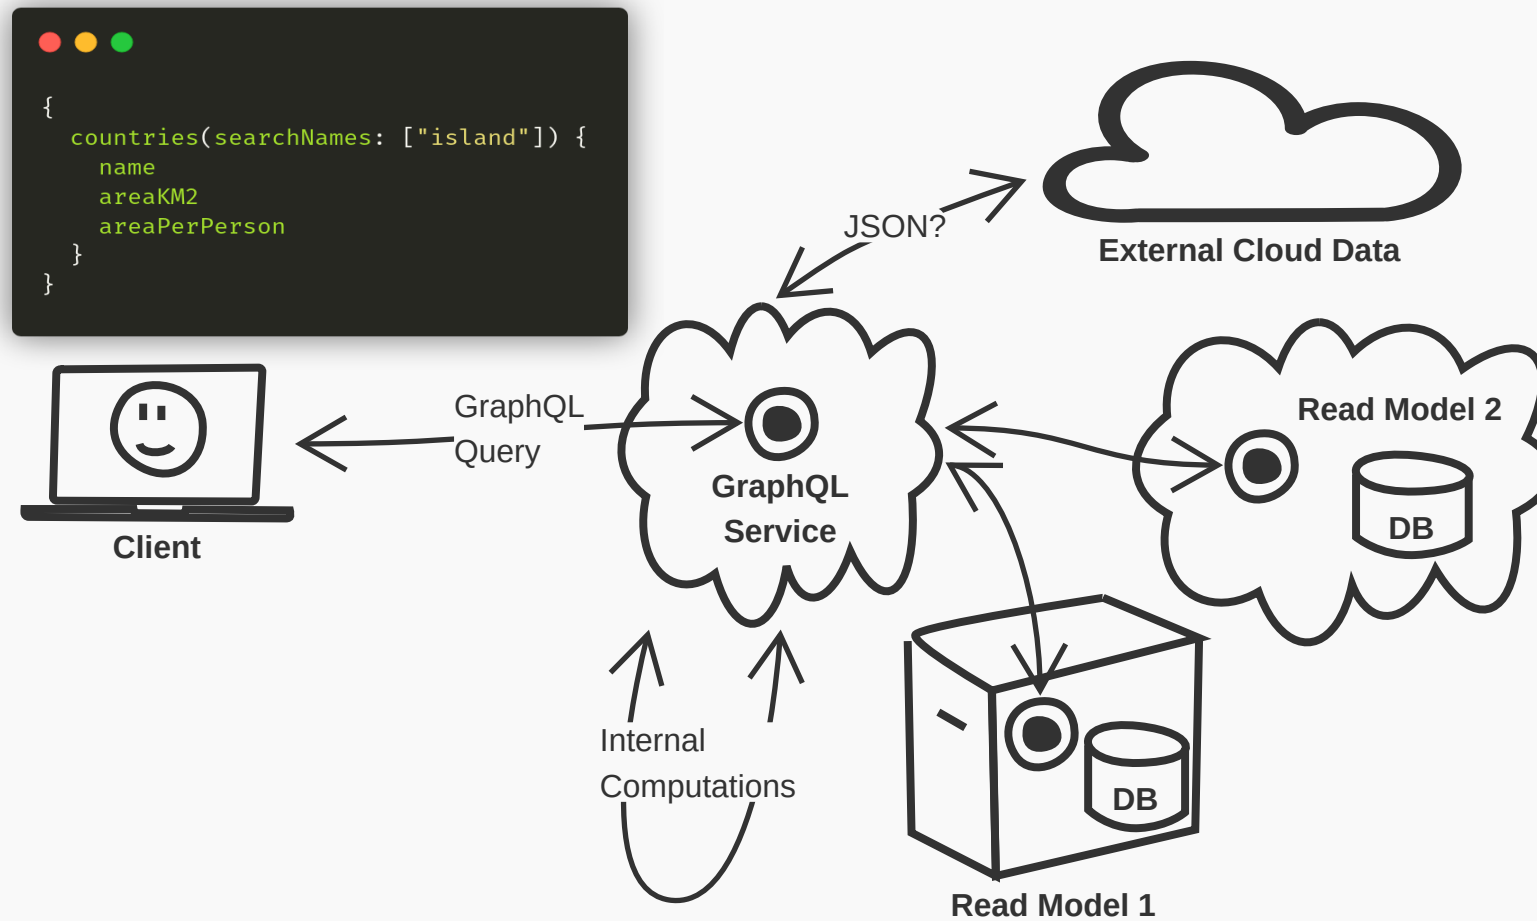 {
countries(searchNames: ["island"]) {
name
areaKM2
areaPerPerson
}
}
JSON?
External Cloud Data
GraphQL
Query
Client
GraphQL
Service
Read Model 2
DB
Internal
Computations
DB
Read Model 1